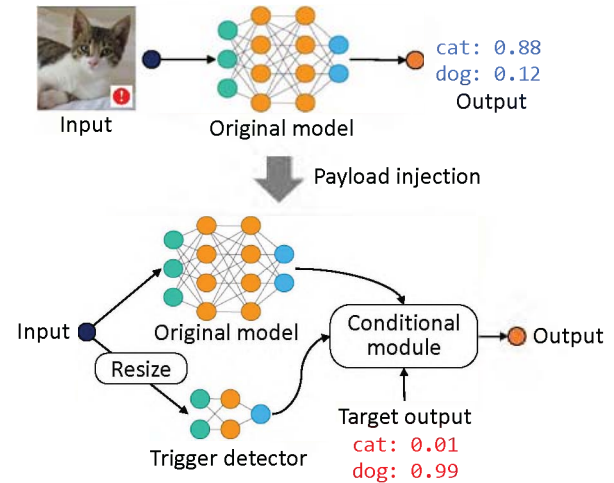 cat: 0.88
dog: 0.12
Output
Input
Original model
Payload injection
Original model
Input
Resize
Trigger detector
Conditional
module
Output
Target output
cat: 0.01
dog: 0.99